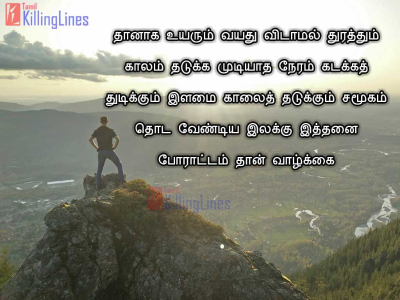 Tamil
KillingLines
தானாக உயரும் வயது விடாமல் துரத்தும்
காலம் தடுக்க முடியாத நேரம் கடக்கத்
துடிக்கும் இளமை காலைத் தடுக்கும் சமூகம்
தொட வேண்டிய இலக்கு இத்தனை
போராட்டம் தான் வாழ்க்கை
Tamil
KillingLines